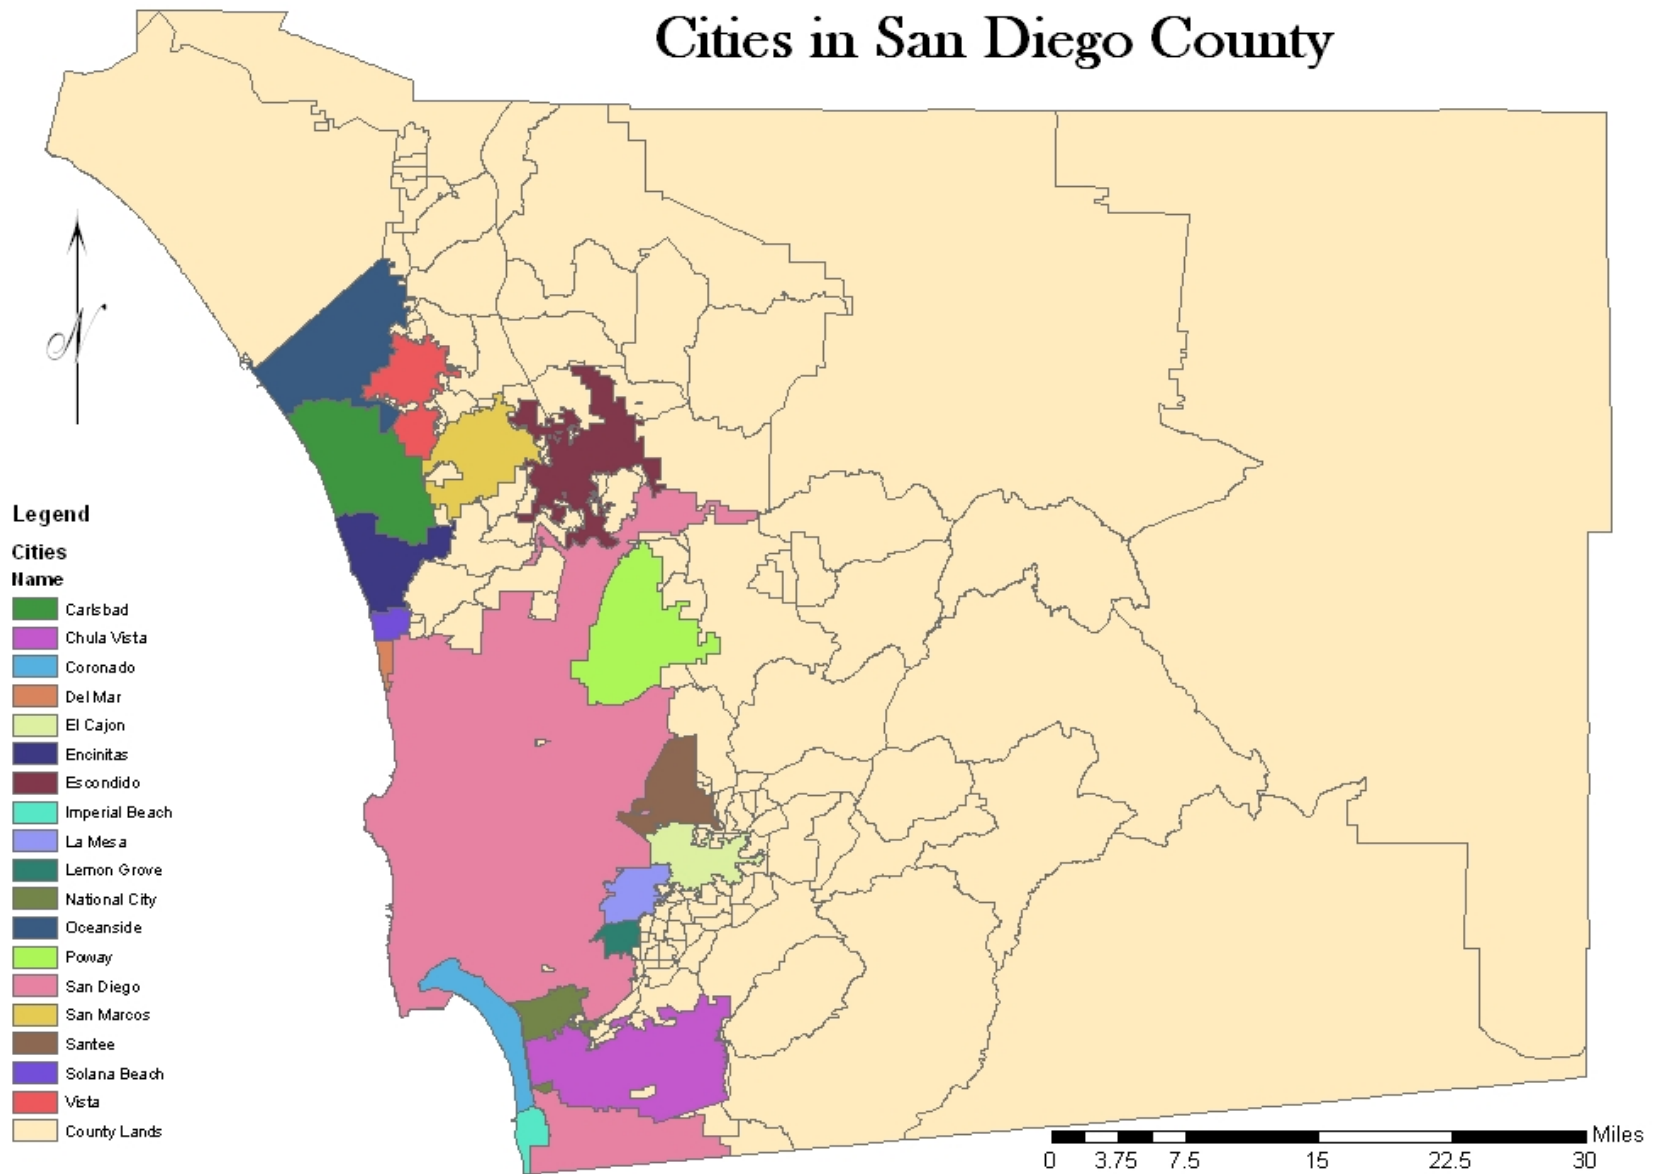 Cities in San Diego County
N
Legend
Cities
Name
Carlsbad
Chula Vista
Coronado
Del Mar
El Cajon
Encinitas
Escondido
Imperial Beach
La Mesa
Lemon Grove
National City
Oceanside
Poway
San Diego
San Marcos
Santee
Solana Beach
Vista
County Lands
Miles
0 3.75 7.5 15 22.5 30